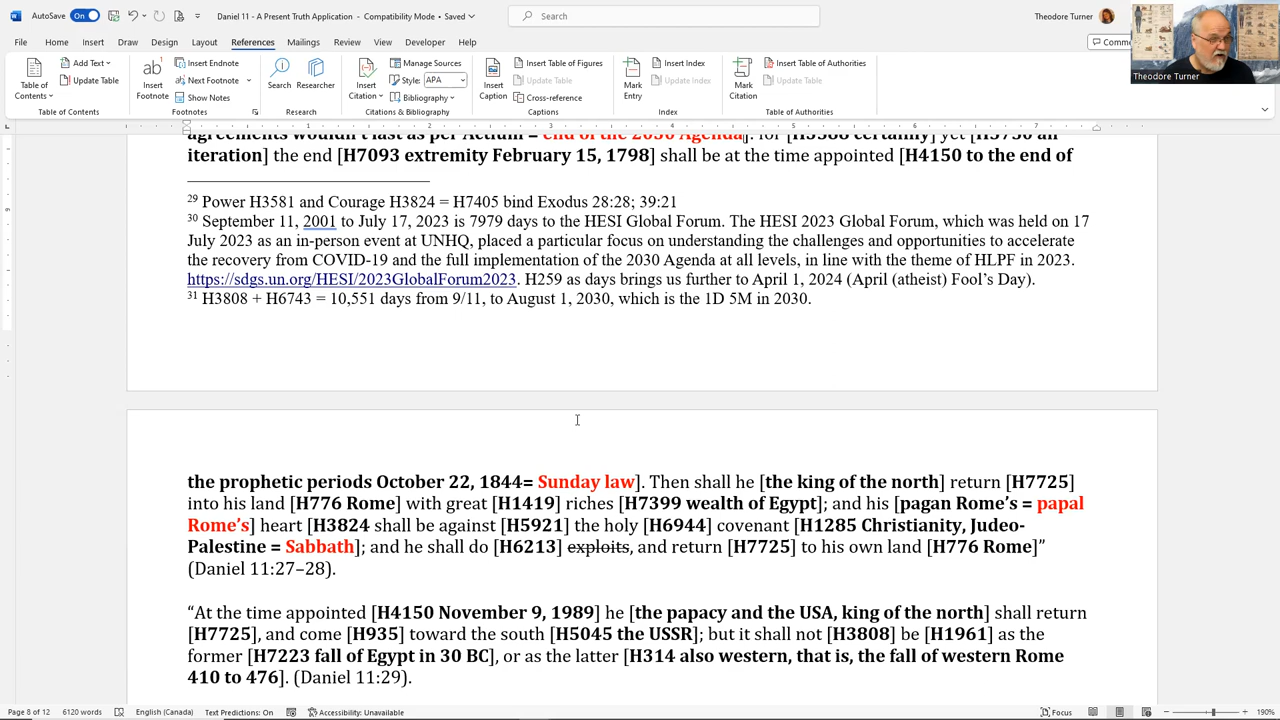 AutoSave On Daniel 11 - A Present Truth Application - Compatibility Mode • Saved Search Theodore Turner
File Home Insert Draw Design Layout References Mailings Review View Developer Help
Table of Contents Add Text Update Table Insert Footnote Insert Endnote Next Footnote Show Notes Search Researcher Insert Citation Manage Sources Style: APA Bibliography Insert Caption Insert Table of Figures Update Table Cross-reference Mark Entry Insert Index Update Index Mark Citation Insert Table of Authorities Update Table
Table of Contents Footnotes Research Citations & Bibliography Captions Index Table of Authorities
Theodore Turner
agreements wouldn't last as per Actium = end of the 2030 Agenda]: for [H3588 certainly] yet [H5750 an
iteration] the end [H7093 extremity February 15, 1798] shall be at the time appointed [H4150 to the end of
29 Power H3581 and Courage H3824 = H7405 bind Exodus 28:28; 39:21
30 September 11, 2001 to July 17, 2023 is 7979 days to the HESI Global Forum. The HESI 2023 Global Forum, which was held on 17
July 2023 as an in-person event at UNHQ, placed a particular focus on understanding the challenges and opportunities to accelerate
the recovery from COVID-19 and the full implementation of the 2030 Agenda at all levels, in line with the theme of HLPF in 2023.
https://sdgs.un.org/HESI/2023GlobalForum2023. H259 as days brings us further to April 1, 2024 (April (atheist) Fool's Day).
31 H3808 + H6743 = 10,551 days from 9/11, to August 1, 2030, which is the 1D 5M in 2030.
the prophetic periods October 22, 1844= Sunday law]. Then shall he [the king of the north] return [H7725]
into his land [H776 Rome] with great [H1419] riches [H7399 wealth of Egypt]; and his [pagan Rome's = papal
Rome's] heart [H3824 shall be against [H5921] the holy [H6944] covenant [H1285 Christianity, Judeo-
Palestine = Sabbath]; and he shall do [H6213] exploits, and return [H7725] to his own land [H776 Rome]”
(Daniel 11:27–28).
“At the time appointed [H4150 November 9, 1989] he [the papacy and the USA, king of the north] shall return
[H7725], and come [H935] toward the south [H5045 the USSR]; but it shall not [H3808] be [H1961] as the
former [H7223 fall of Egypt in 30 BC], or as the latter [H314 also western, that is, the fall of western Rome
410 to 476]. (Daniel 11:29).
Page 8 of 12 6120 words English (Canada) Text Predictions: On Accessibility: Unavailable Focus 190%